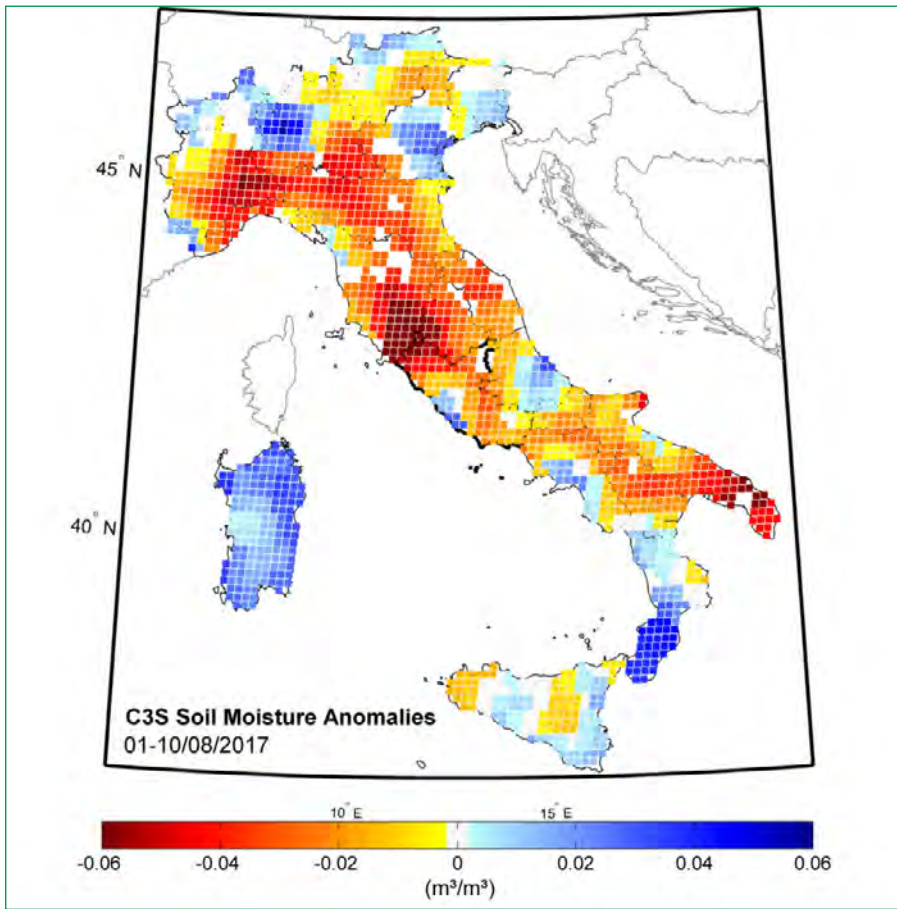 45° N
40° N
C3S Soil Moisture Anomalies
01-10/08/2017
10° E 15° E
-0.06 -0.04 -0.02 0 0.02 0.04 0.06
(m³/m³)